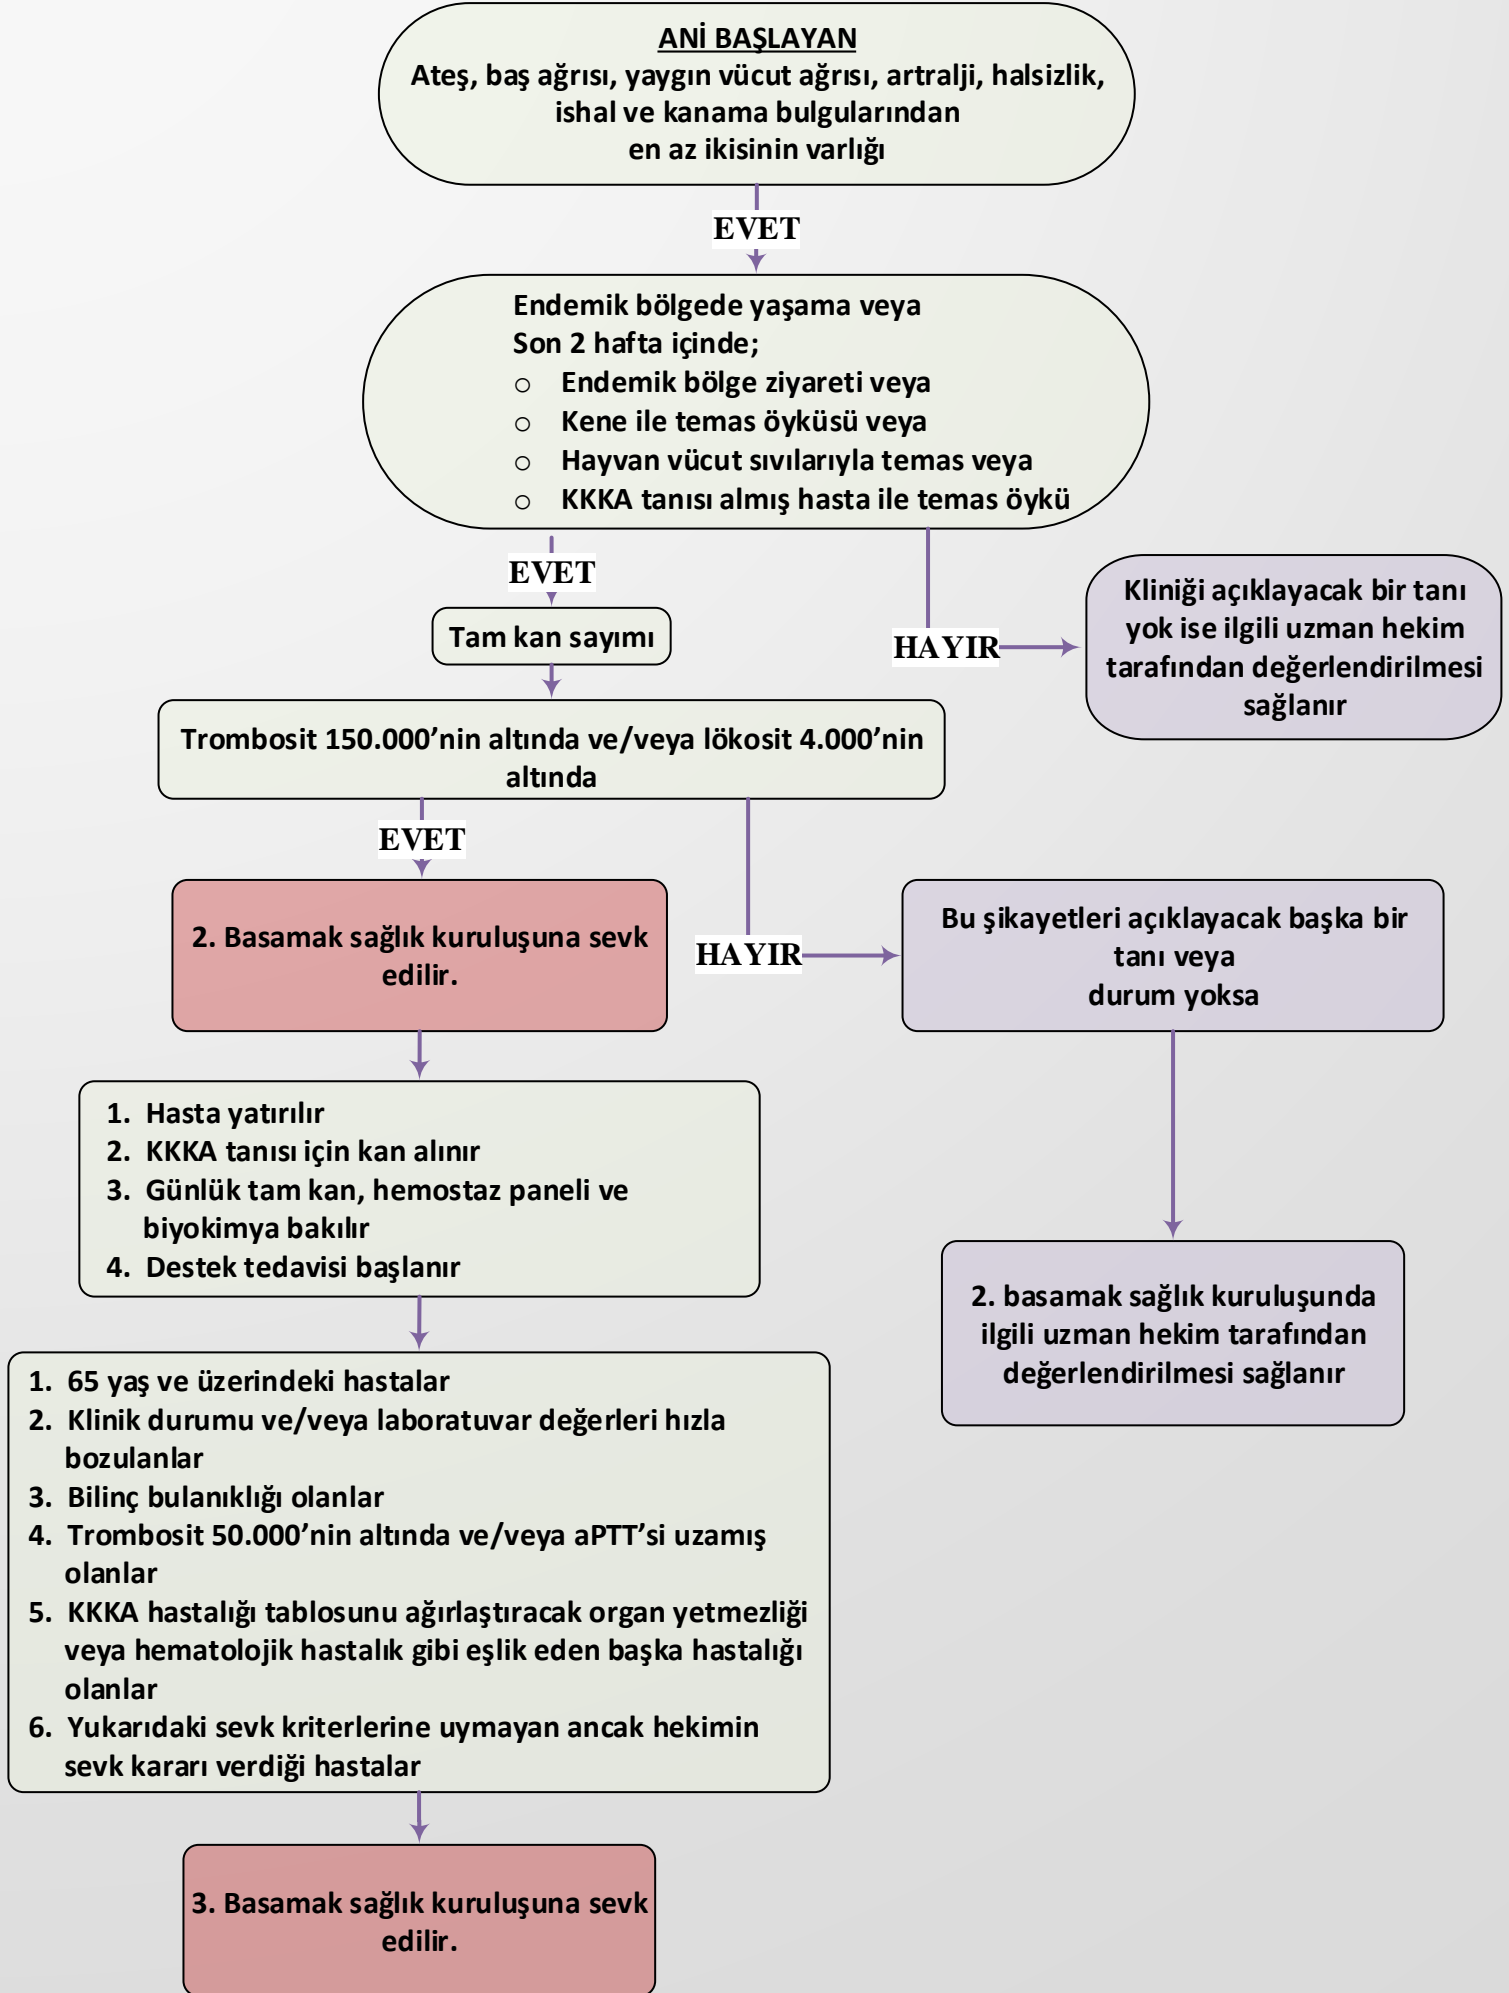 ANİ BAŞLAYAN
Ateş, baş ağrısı, yaygın vücut ağrısı, artralji, halsizlik,
ishal ve kanama bulgularından
en az ikisinin varlığı
EVET
Endemik bölgede yaşama veya
Son 2 hafta içinde;
o Endemik bölge ziyareti veya
o Kene ile temas öyküsü veya
o Hayvan vücut sıvılarıyla temas veya
o KKKA tanısı almış hasta ile temas öykü
EVET
Tam kan sayımı
HAYIR
Kliniği açıklayacak bir tanı
yok ise ilgili uzman hekim
tarafından değerlendirilmesi
sağlanır
Trombosit 150.000’nin altında ve/veya lökosit 4.000’nin
altında
EVET
2. Basamak sağlık kuruluşuna sevk
edilir.
HAYIR
Bu şikayetleri açıklayacak başka bir
tanı veya
durum yoksa
1. Hasta yatırılır
2. KKKA tanısı için kan alınır
3. Günlük tam kan, hemostaz paneli ve
biyokimya bakılır
4. Destek tedavisi başlanır
2. basamak sağlık kuruluşunda
ilgili uzman hekim tarafından
değerlendirilmesi sağlanır
1. 65 yaş ve üzerindeki hastalar
2. Klinik durumu ve/veya laboratuvar değerleri hızla
bozulanlar
3. Bilinç bulanıklığı olanlar
4. Trombosit 50.000’nin altında ve/veya aPTT’si uzamış
olanlar
5. KKKA hastalığı tablosunu ağırlaştıracak organ yetmezliği
veya hematolojik hastalık gibi eşlik eden başka hastalığı
olanlar
6. Yukarıdaki sevk kriterlerine uymayan ancak hekimin
sevk kararı verdiği hastalar
3. Basamak sağlık kuruluşuna sevk
edilir.